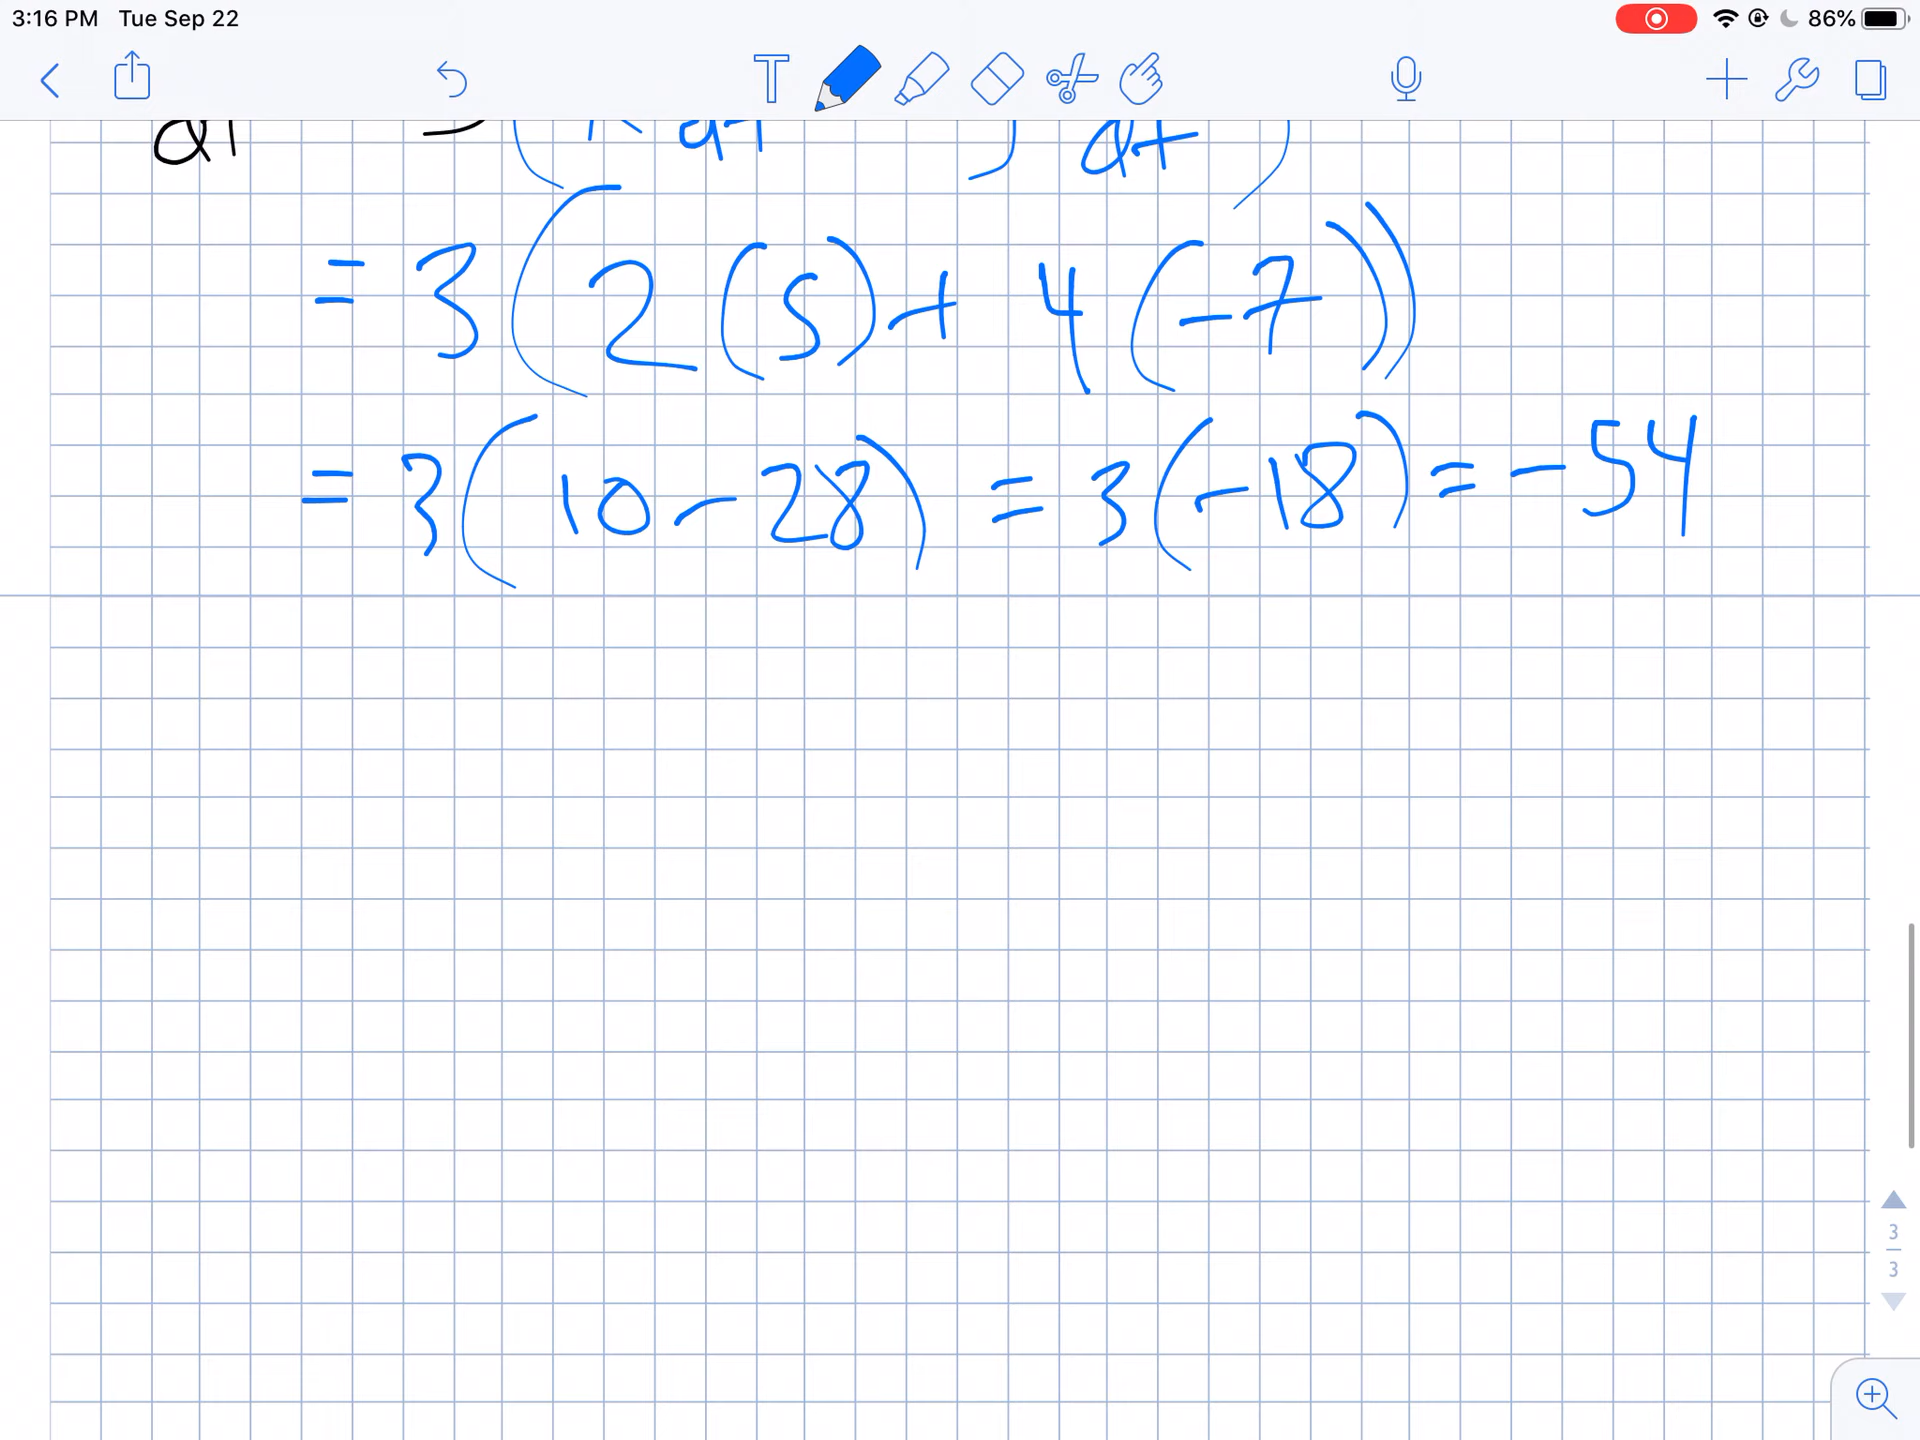 3:16 PM Tue Sep 22 86%
T
= 3(2(5)+4(-7))
= 3(10-28) = 3(-18) = -54
3
3